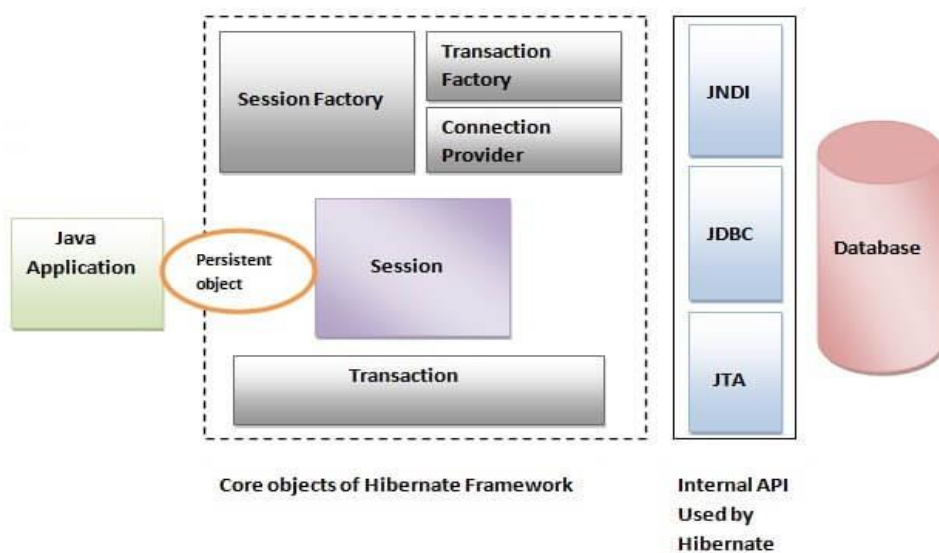 Session Factory
Transaction
Factory
Connection
Provider
JNDI
Java
Application
Persistent
object
Session
JDBC
Database
Transaction
JTA
Core objects of Hibernate Framework
Internal API
Used by
Hibernate